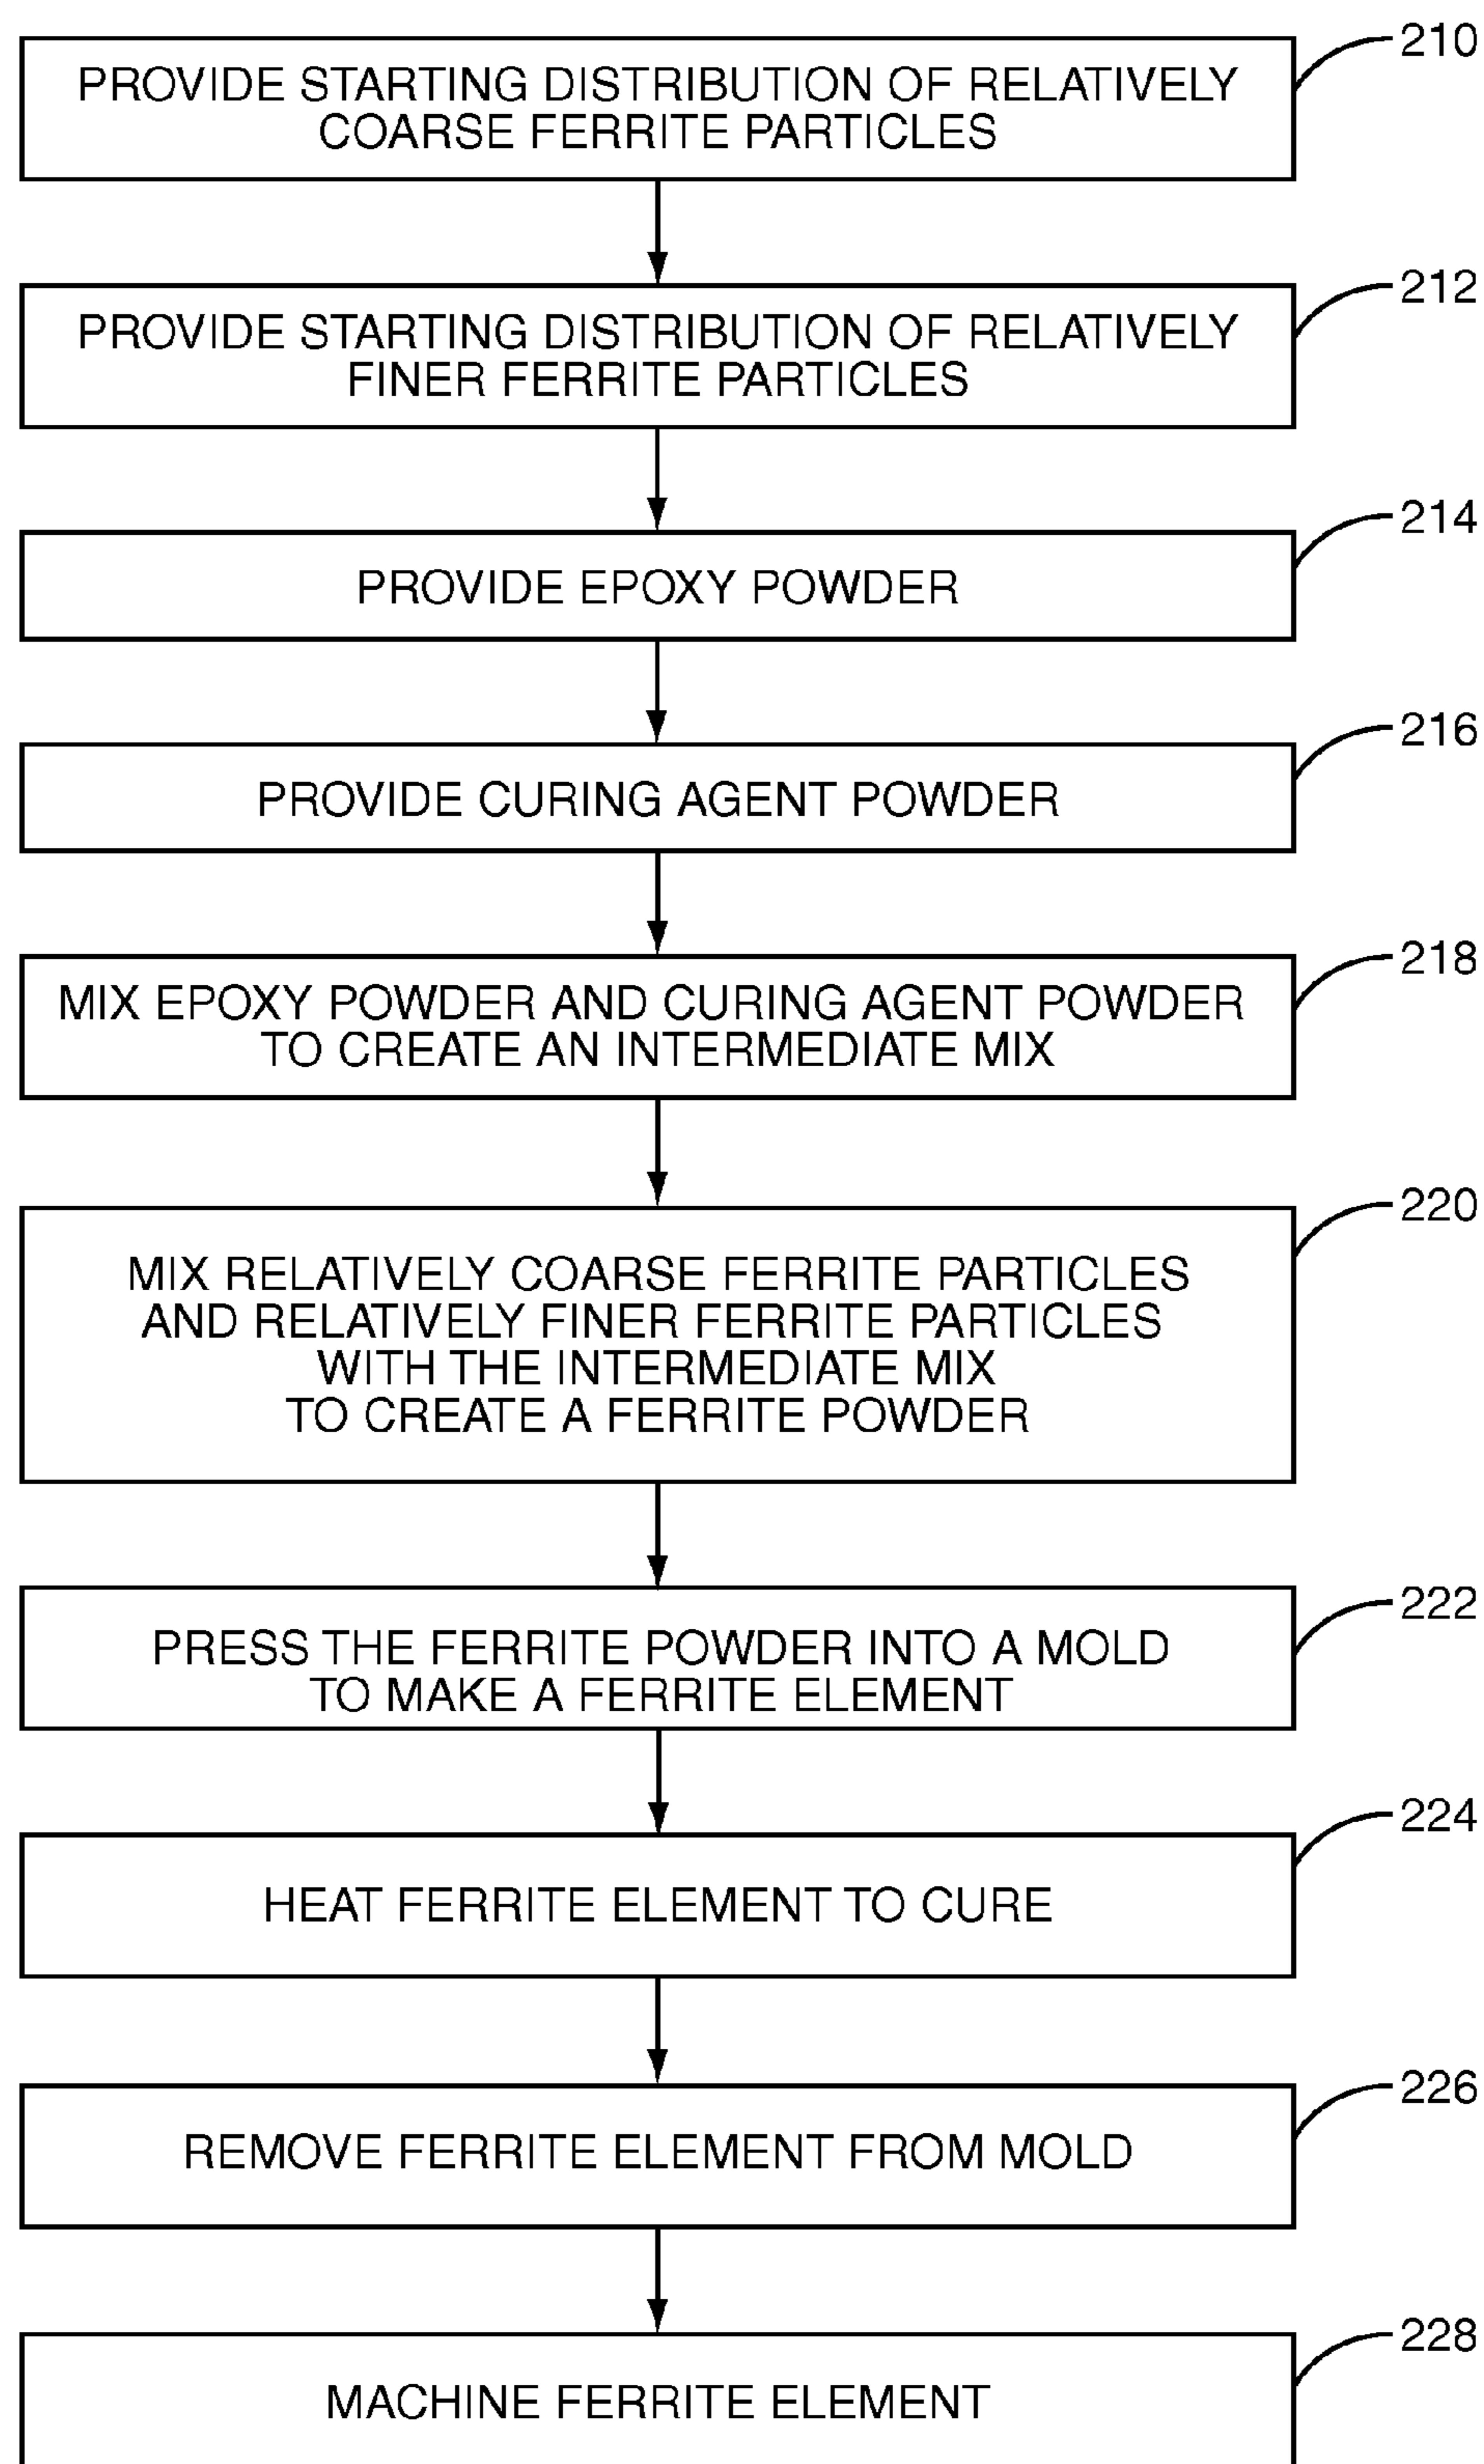 210
PROVIDE STARTING DISTRIBUTION OF RELATIVELY
COARSE FERRITE PARTICLES
212
PROVIDE STARTING DISTRIBUTION OF RELATIVELY
FINER FERRITE PARTICLES
214
PROVIDE EPOXY POWDER
216
PROVIDE CURING AGENT POWDER
218
MIX EPOXY POWDER AND CURING AGENT POWDER
TO CREATE AN INTERMEDIATE MIX
220
MIX RELATIVELY COARSE FERRITE PARTICLES
AND RELATIVELY FINER FERRITE PARTICLES
WITH THE INTERMEDIATE MIX
TO CREATE A FERRITE POWDER
222
PRESS THE FERRITE POWDER INTO A MOLD
TO MAKE A FERRITE ELEMENT
224
HEAT FERRITE ELEMENT TO CURE
226
REMOVE FERRITE ELEMENT FROM MOLD
228
MACHINE FERRITE ELEMENT